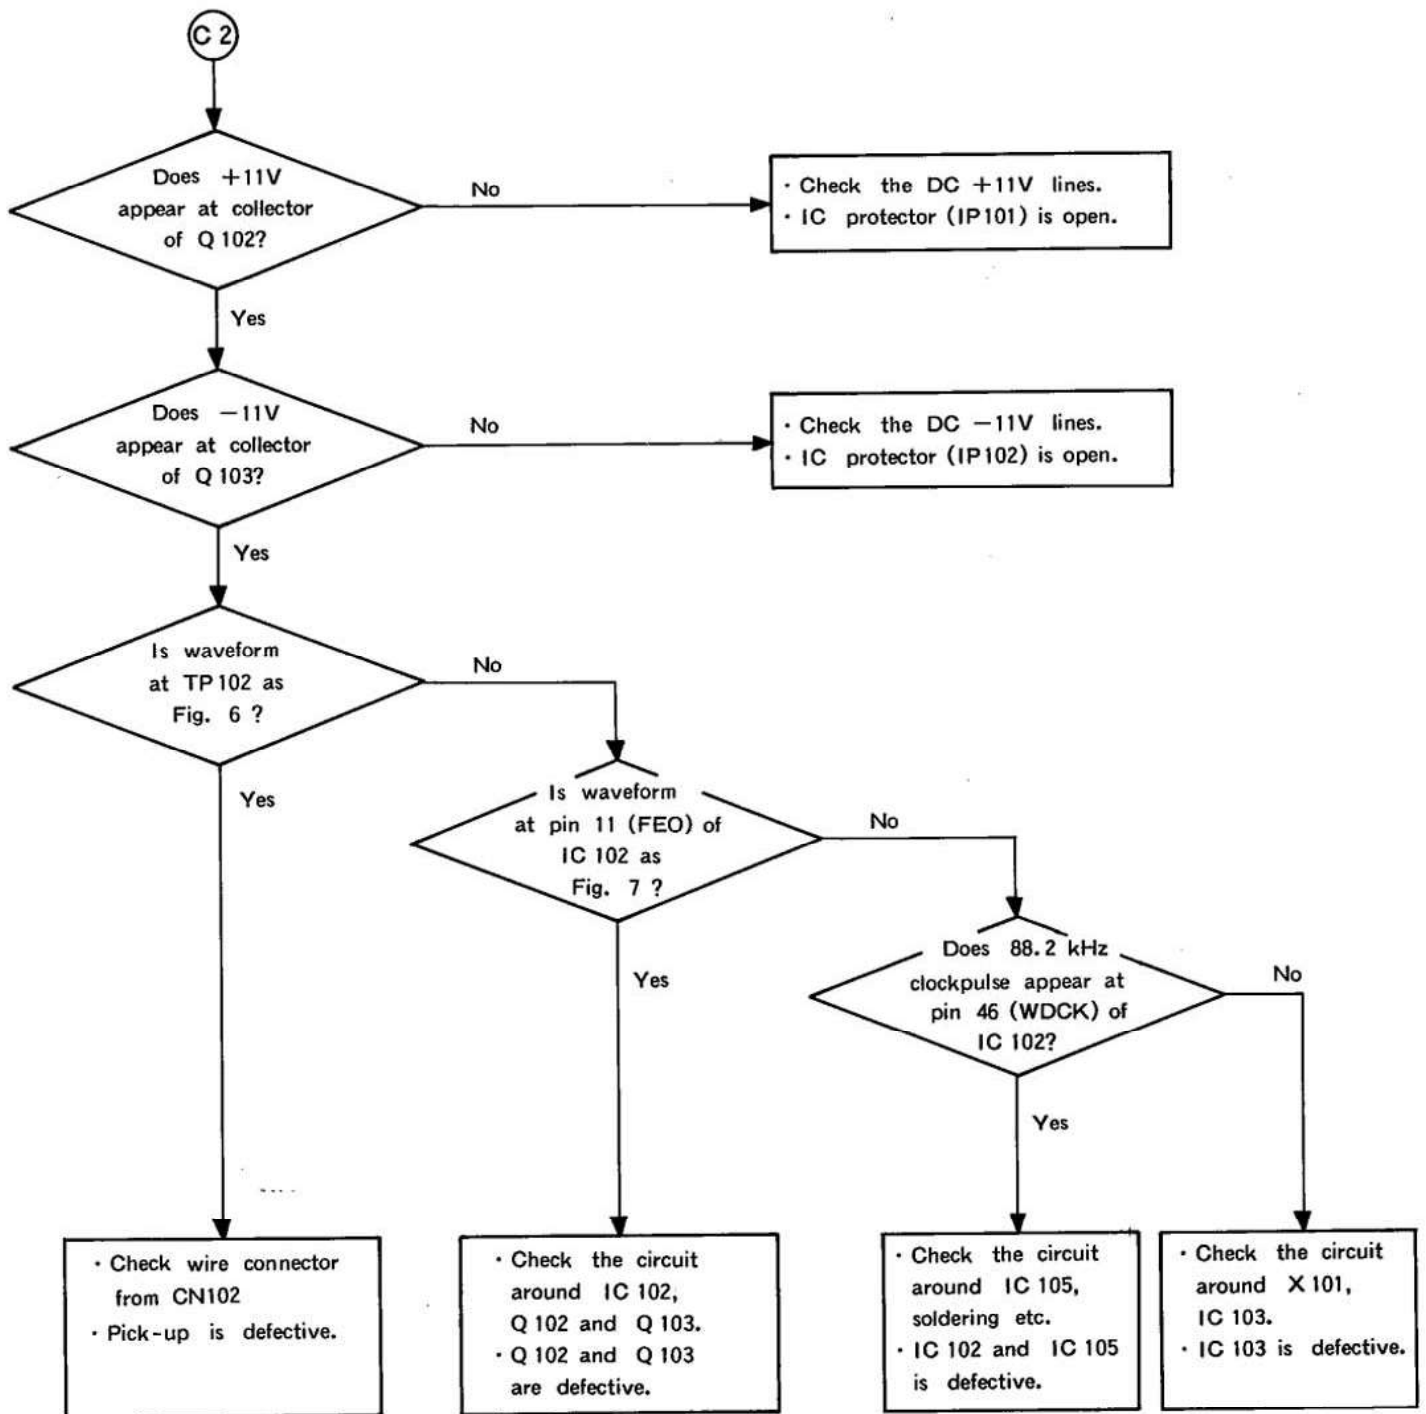 C 2
Does +11V
appear at collector
of Q 102?
No
· Check the DC +11V lines.
· IC protector (IP101) is open.
Yes
Does −11V
appear at collector
of Q 103?
No
· Check the DC −11V lines.
· IC protector (IP102) is open.
Yes
Is waveform
at TP 102 as
Fig. 6 ?
No
Yes
Is waveform
at pin 11 (FEO) of
IC 102 as
Fig. 7 ?
No
Yes
Does 88.2 kHz
clockpulse appear at
pin 46 (WDCK) of
IC 102?
No
Yes
· Check wire connector
from CN102
· Pick-up is defective.
· Check the circuit
around IC 102,
Q 102 and Q 103.
· Q 102 and Q 103
are defective.
· Check the circuit
around IC 105,
soldering etc.
· IC 102 and IC 105
is defective.
· Check the circuit
around X 101,
IC 103.
· IC 103 is defective.